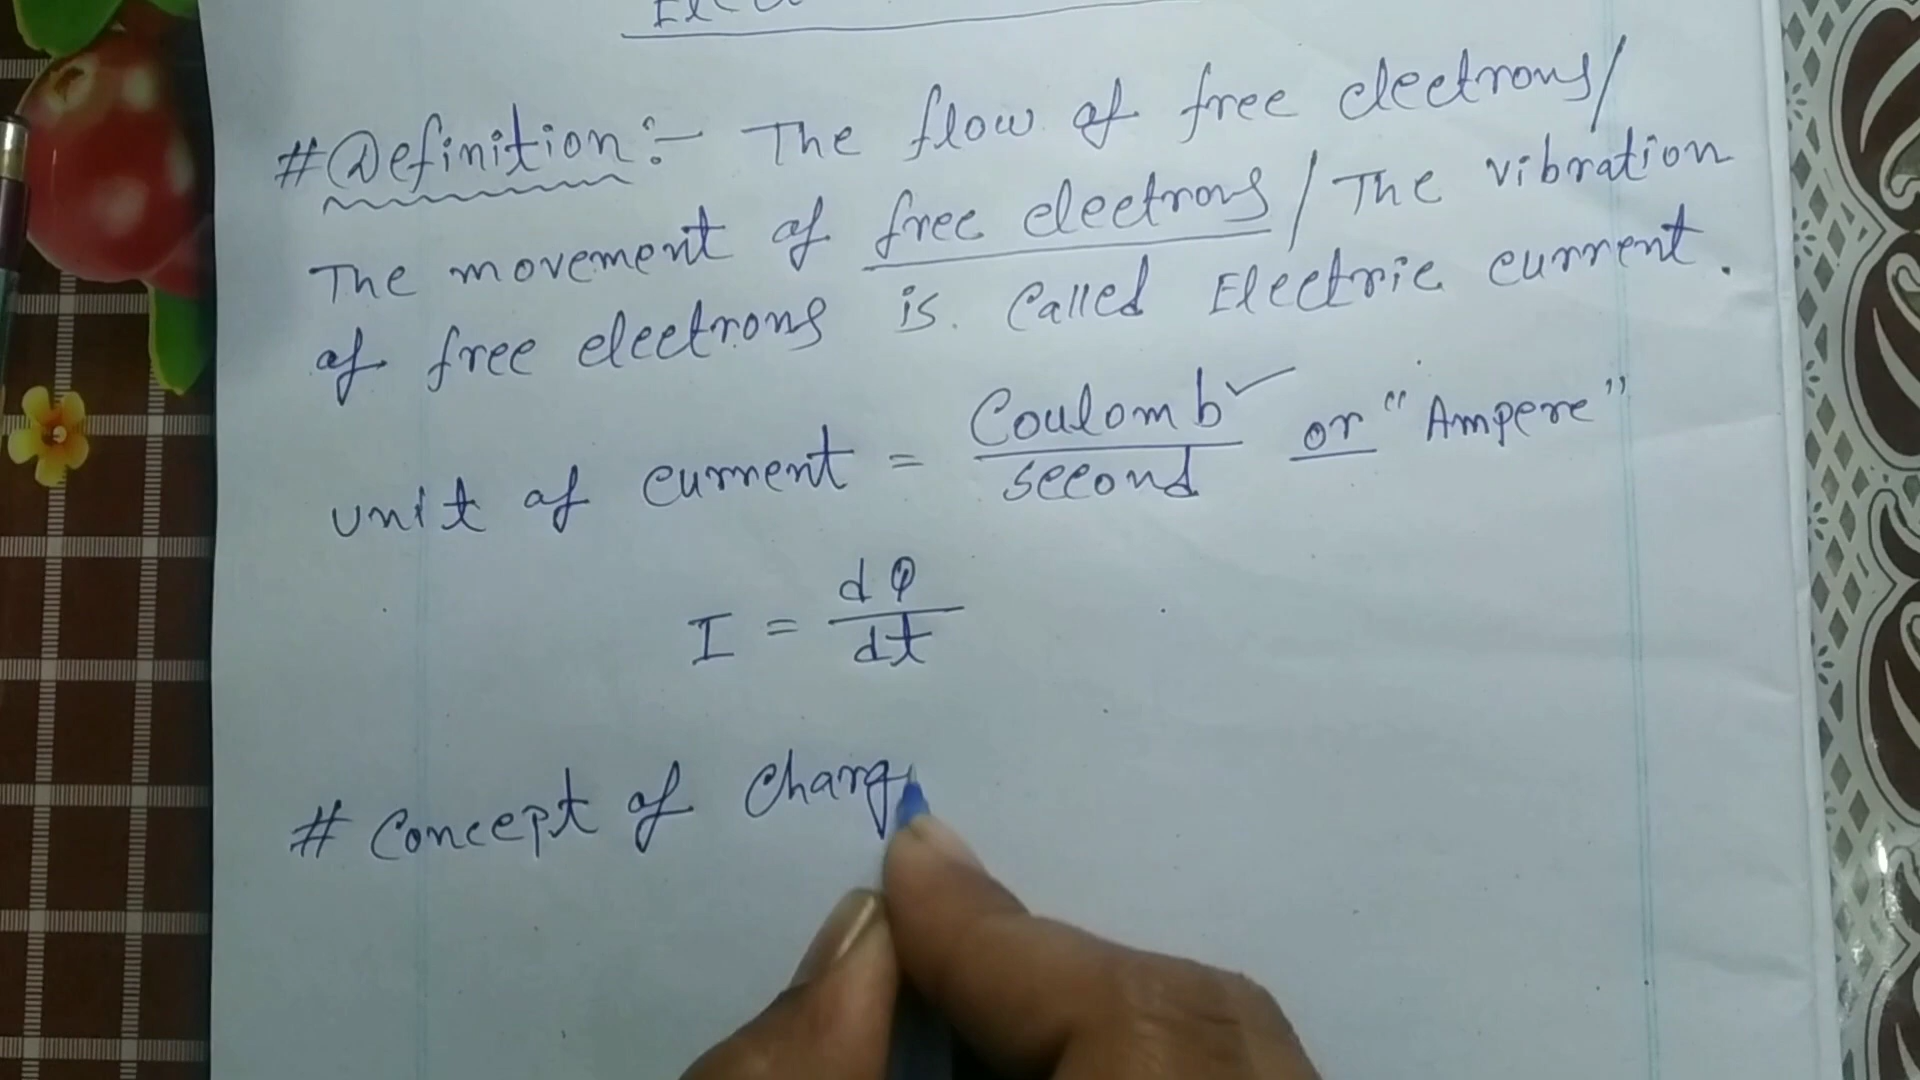 #Definition:- The flow of free electrons/
The movement of free electrons/The vibration
of free electrons is called Electric current.
unit of current = Coulomb/second or "Ampere"
I = dQ/dt
# Concept of Charg